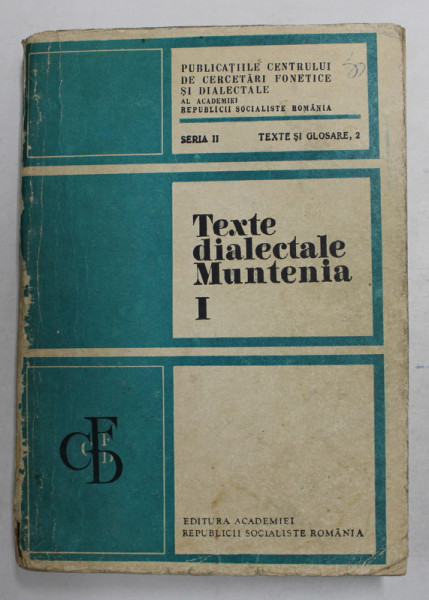 PUBLICAȚIILE CENTRULUI
DE CERCETĂRI FONETICE
ȘI DIALECTALE
AL ACADEMIEI
REPUBLICII SOCIALISTE ROMÂNIA
SERIA II TEXTE ȘI GLOSARE, 2
Texte
dialectale
Muntenia
I
CFD
CFD
EDITURA ACADEMIEI
REPUBLICII SOCIALISTE ROMÂNIA